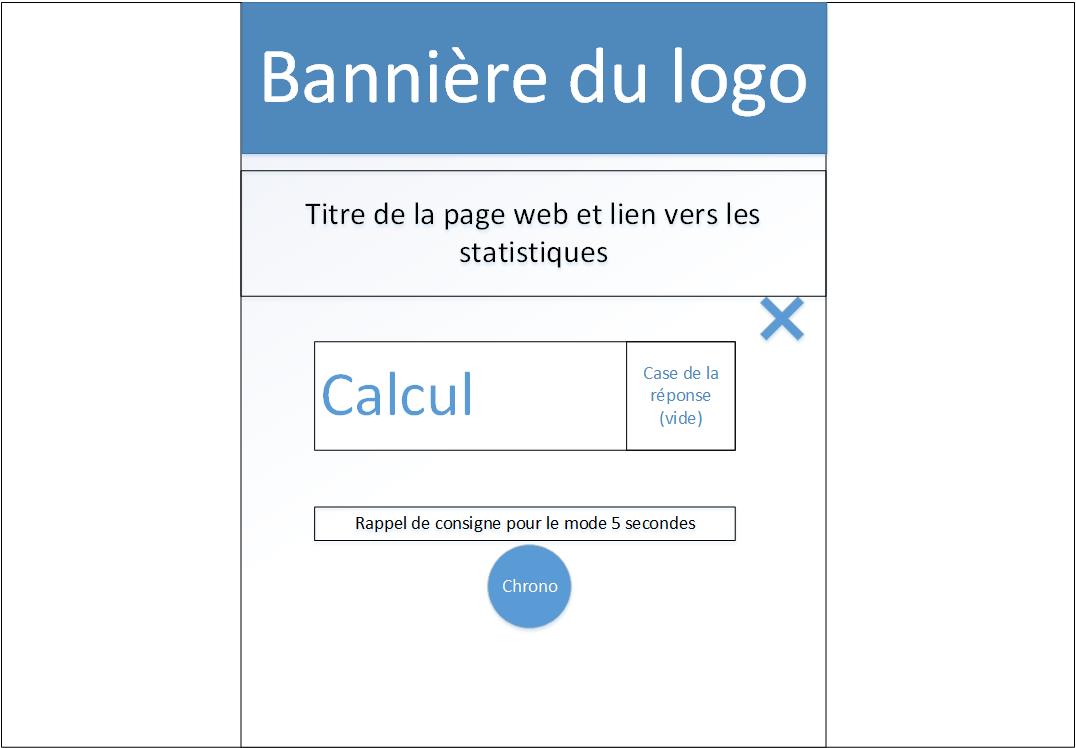 Bannière du logo
Titre de la page web et lien vers les
statistiques
Calcul
Case de la
réponse
(vide)
Rappel de consigne pour le mode 5 secondes
Chrono